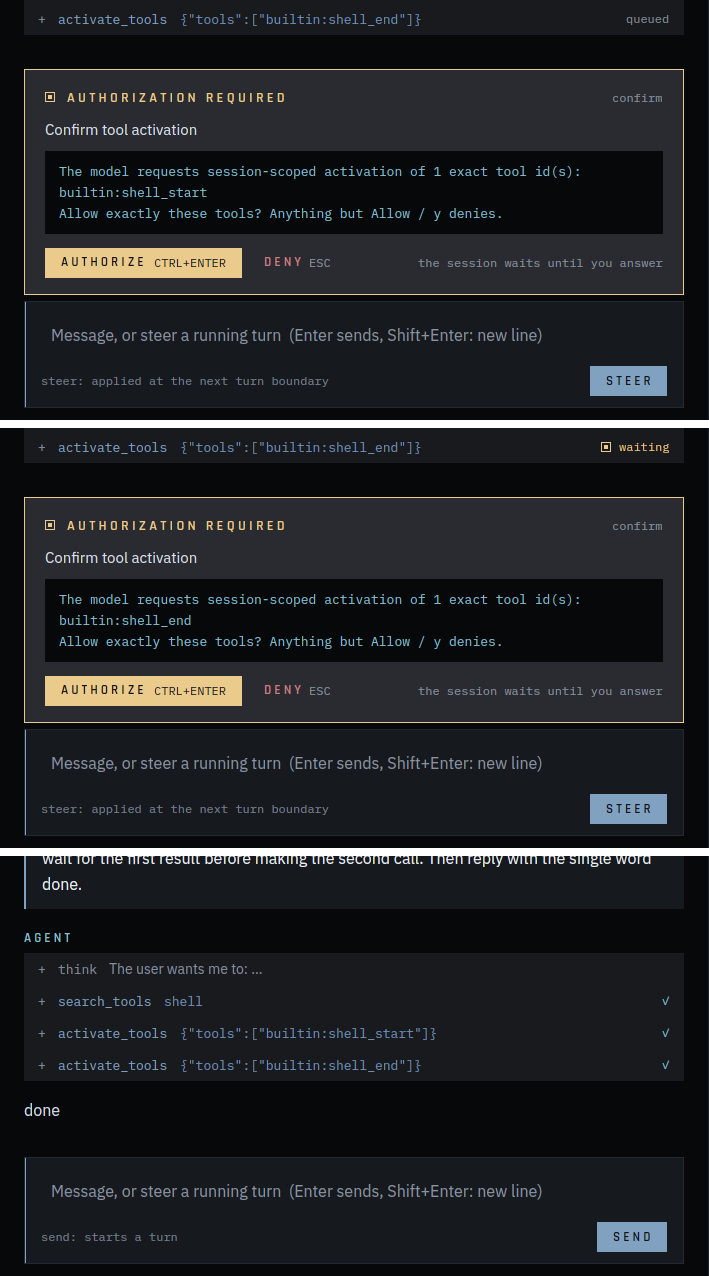 + activate_tools {"tools":["builtin:shell_end"]} queued
AUTHORIZATION REQUIRED confirm
Confirm tool activation
The model requests session-scoped activation of 1 exact tool id(s):
builtin:shell_start
Allow exactly these tools? Anything but Allow / y denies.
AUTHORIZE CTRL+ENTER DENY ESC the session waits until you answer
Message, or steer a running turn (Enter sends, Shift+Enter: new line)
steer: applied at the next turn boundary STEER
+ activate_tools {"tools":["builtin:shell_end"]} waiting
AUTHORIZATION REQUIRED confirm
Confirm tool activation
The model requests session-scoped activation of 1 exact tool id(s):
builtin:shell_end
Allow exactly these tools? Anything but Allow / y denies.
AUTHORIZE CTRL+ENTER DENY ESC the session waits until you answer
Message, or steer a running turn (Enter sends, Shift+Enter: new line)
steer: applied at the next turn boundary STEER
wait for the first result before making the second call. Then reply with the single word
done.
AGENT
+ think The user wants me to: ...
+ search_tools shell ✓
+ activate_tools {"tools":["builtin:shell_start"]} ✓
+ activate_tools {"tools":["builtin:shell_end"]} ✓
done
Message, or steer a running turn (Enter sends, Shift+Enter: new line)
send: starts a turn SEND